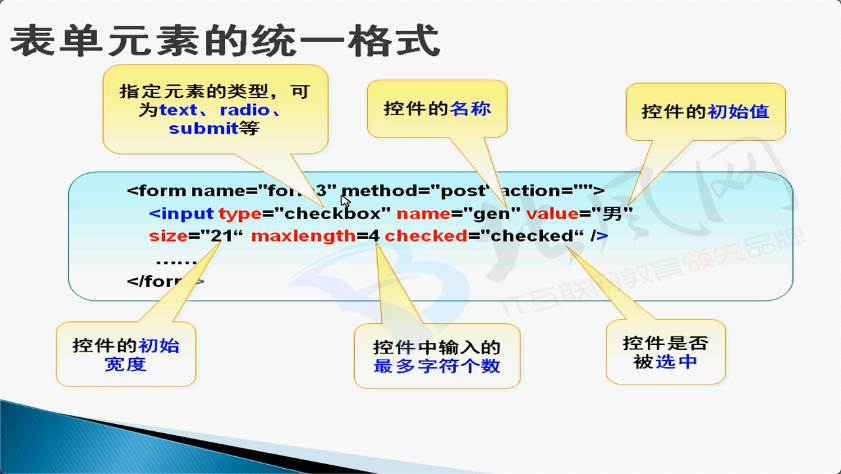 表单元素的统一格式
指定元素的类型，可
为text、radio、
submit等
控件的名称
控件的初始值
<form name="form3" method="post" action="">
<input type="checkbox" name="gen" value="男"
size="21“ maxlength=4 checked="checked“ />
……
</form>
控件的初始
宽度
控件中输入的
最多字符个数
控件是否
被选中
北风网
IT互联网教育领先品牌